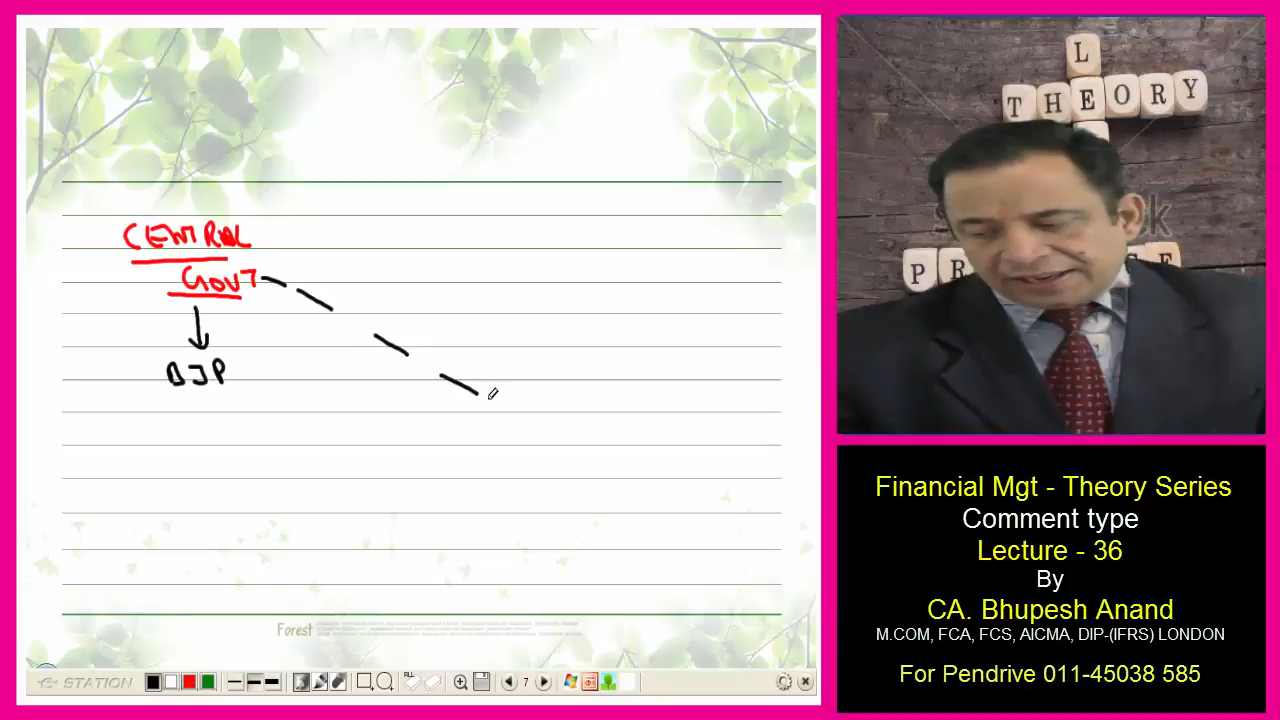 CENTRAL
GOVT
BJP
Forest
e-STATION
7
L
THEORY
P R
Financial Mgt - Theory Series
Comment type
Lecture - 36
By
CA. Bhupesh Anand
M.COM, FCA, FCS, AICMA, DIP-(IFRS) LONDON
For Pendrive 011-45038 585